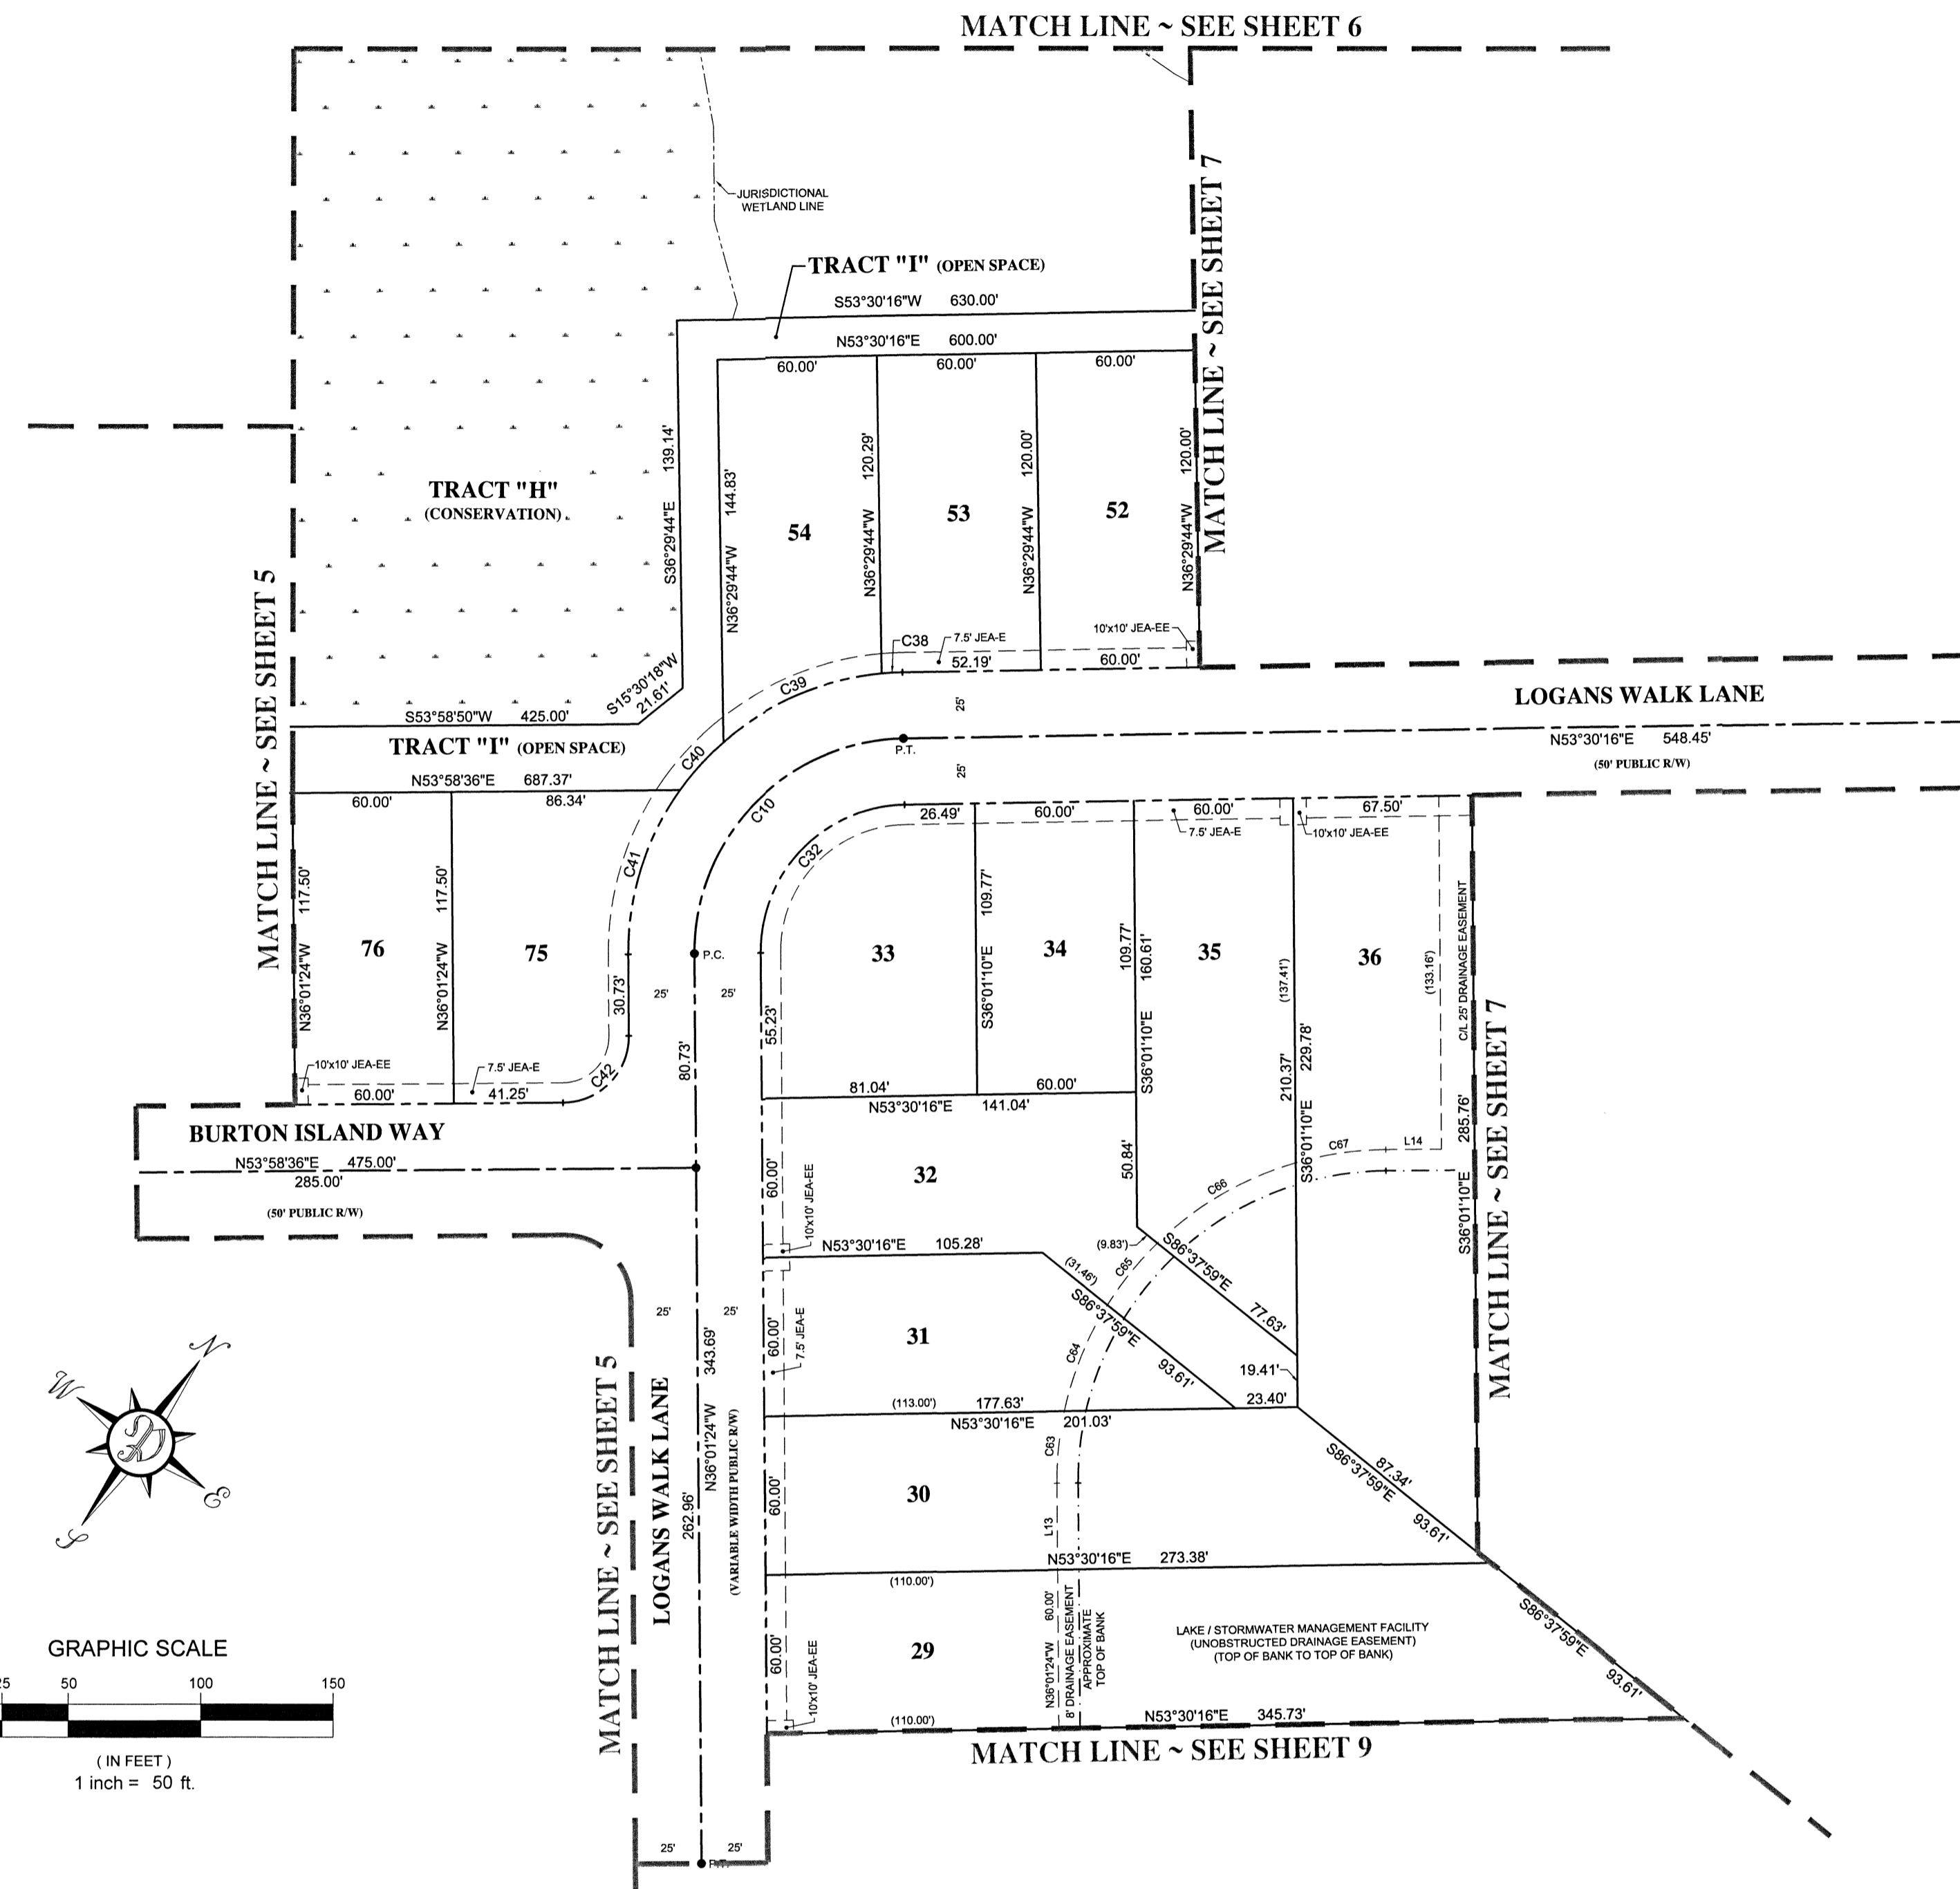 MATCH LINE ~ SEE SHEET 6
MATCH LINE ~ SEE SHEET 7
JURISDICTIONAL
WETLAND LINE
TRACT "I" (OPEN SPACE)
S53°30'16"W 630.00'
N53°30'16"E 600.00'
60.00'
60.00'
60.00'
S36°29'44"E 139.14'
N36°29'44"W 144.83'
N36°29'44"W 120.29'
N36°29'44"W 120.00'
N36°29'44"W 120.00'
TRACT "H"
(CONSERVATION)
54
53
52
MATCH LINE ~ SEE SHEET 5
C38
7.5' JEA-E
10'x10' JEA-EE
52.19'
60.00'
S15°30'18"W
21.61'
C39
S53°58'50"W 425.00'
TRACT "I" (OPEN SPACE)
25'
LOGANS WALK LANE
P.T.
N53°30'16"E 548.45'
(50' PUBLIC R/W)
25'
C40
N53°58'36"E 687.37'
60.00'
86.34'
C10
26.49'
60.00'
60.00'
67.50'
7.5' JEA-E
10'x10' JEA-EE
C32
C41
N36°01'24"W 117.50'
N36°01'24"W 117.50'
76
75
30.73'
P.C.
25'
25'
33
34
35
36
S36°01'10"E 109.77'
109.77'
S36°01'10"E 160.61'
(137.41')
(133.16')
C/L 25' DRAINAGE EASEMENT
55.23'
80.73'
10'x10' JEA-EE
7.5' JEA-E
C42
60.00'
41.25'
81.04'
60.00'
N53°30'16"E 141.04'
210.37'
S36°01'10"E 229.78'
S36°01'10"E 285.76'
MATCH LINE ~ SEE SHEET 7
BURTON ISLAND WAY
N53°58'36"E 475.00'
285.00'
(50' PUBLIC R/W)
C67
L14
C66
32
50.84'
60.00'
10'x10' JEA-EE
N53°30'16"E 105.28'
(9.83')
S86°37'59"E 77.63'
C65
(31.46')
S86°37'59"E 93.61'
25'
25'
60.00'
7.5' JEA-E
31
C64
19.41'
23.40'
(113.00')
177.63'
N53°30'16"E 201.03'
N
W
E
S
343.69'
N36°01'24"W
262.96'
LOGANS WALK LANE
(VARIABLE WIDTH PUBLIC R/W)
MATCH LINE ~ SEE SHEET 5
C63
87.34'
S86°37'59"E 93.61'
30
60.00'
L13
N53°30'16"E 273.38'
(110.00')
N36°01'24"W 60.00'
8' DRAINAGE EASEMENT
APPROXIMATE
TOP OF BANK
LAKE / STORMWATER MANAGEMENT FACILITY
(UNOBSTRUCTED DRAINAGE EASEMENT)
(TOP OF BANK TO TOP OF BANK)
S86°37'59"E 93.61'
29
60.00'
10'x10' JEA-EE
(110.00')
N53°30'16"E 345.73'
MATCH LINE ~ SEE SHEET 9
GRAPHIC SCALE
25 50 100 150
( IN FEET )
1 inch = 50 ft.
25'
25'